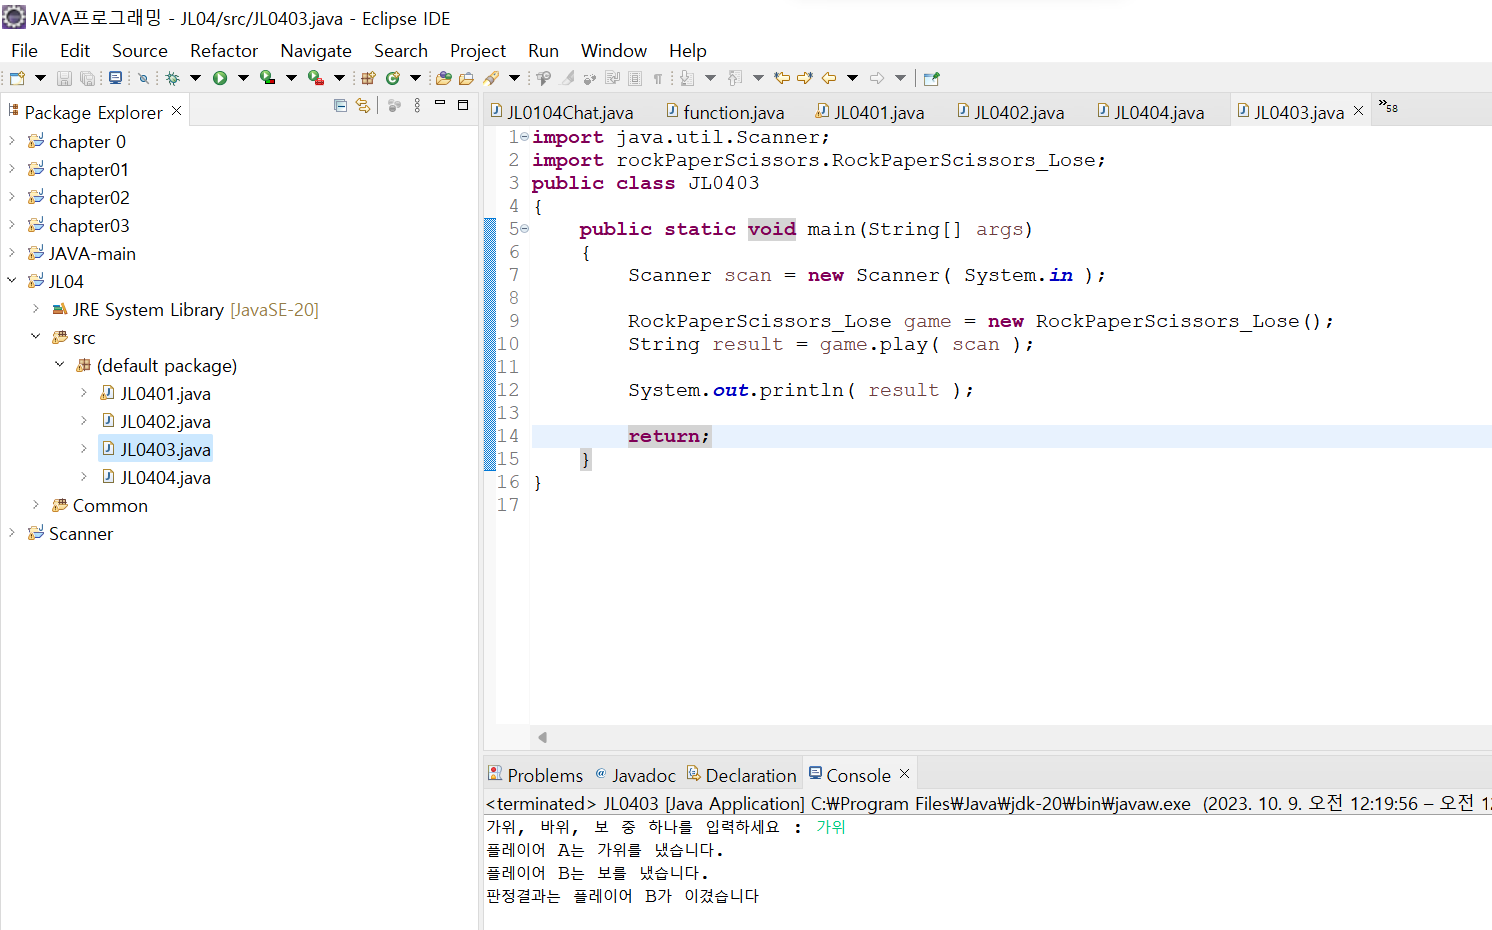 JAVA프로그래밍 - JL04/src/JL0403.java - Eclipse IDE
File Edit Source Refactor Navigate Search Project Run Window Help
Package Explorer
chapter 0
chapter01
chapter02
chapter03
JAVA-main
JL04
JRE System Library [JavaSE-20]
src
(default package)
JL0401.java
JL0402.java
JL0403.java
JL0404.java
Common
Scanner
JL0104Chat.java function.java JL0401.java JL0402.java JL0404.java JL0403.java »58
1 import java.util.Scanner;
2 import rockPaperScissors.RockPaperScissors_Lose;
3 public class JL0403
4 {
5 public static void main(String[] args)
6 {
7 Scanner scan = new Scanner( System.in );
8
9 RockPaperScissors_Lose game = new RockPaperScissors_Lose();
10 String result = game.play( scan );
11
12 System.out.println( result );
13
14 return;
15 }
16 }
17
Problems @ Javadoc Declaration Console
<terminated> JL0403 [Java Application] C:₩Program Files₩Java₩jdk-20₩bin₩javaw.exe (2023. 10. 9. 오전 12:19:56 – 오전 12
가위, 바위, 보 중 하나를 입력하세요 : 가위
플레이어 A는 가위를 냈습니다.
플레이어 B는 보를 냈습니다.
판정결과는 플레이어 B가 이겼습니다